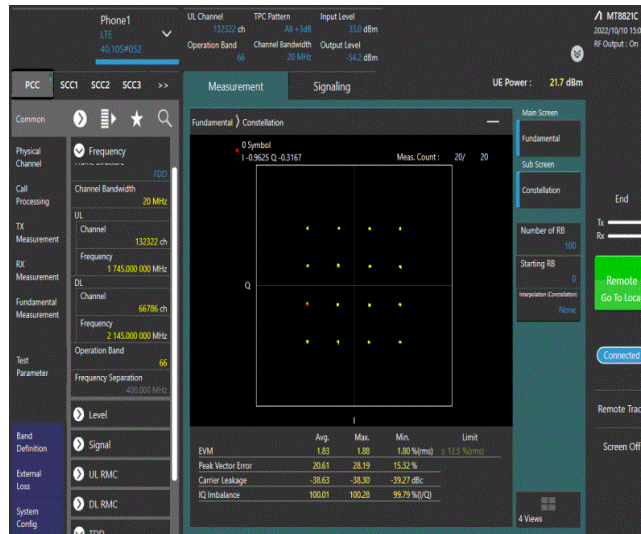 Phone1
LTE
40.10S#052
UL Channel
132322 ch
TPC Pattern
All +3dB
Input Level
33.0 dBm
Operation Band
66
Channel Bandwidth
20 MHz
Output Level
-54.2 dBm
MT8821C
2022/10/10 15:0
RF Output : On
PCC SCC1 SCC2 SCC3 >>
Measurement
Signaling
UE Power : 21.7 dBm
Common
Physical
Channel
Call
Processing
TX
Measurement
RX
Measurement
Fundamental
Measurement
Test
Parameter
Band
Definition
External
Loss
System
Config
Frequency
FDD
Channel Bandwidth
20 MHz
UL
Channel
132322 ch
Frequency
1 745.000 000 MHz
DL
Channel
66786 ch
Frequency
2 145.000 000 MHz
Operation Band
66
Frequency Separation
400.000 MHz
Level
Signal
UL RMC
DL RMC
TDD
Fundamental > Constellation
0 Symbol
I -0.9625 Q -0.3167
Meas. Count : 20/ 20
Q
I
Avg. Max. Min. Limit
EVM 1.83 1.88 1.80 %(rms) ≤ 12.5 %(rms)
Peak Vector Error 20.61 28.19 15.32 %
Carrier Leakage -38.63 -38.30 -39.27 dBc
IQ Imbalance 100.01 100.28 99.79 %(I/Q)
Main Screen
Fundamental
Sub Screen
Constellation
Number of RB
100
Starting RB
0
Interpolation (Constellation)
None
4 Views
End
Tx
Rx
Remote
Go To Loca
Connected
Remote Trac
Screen Off